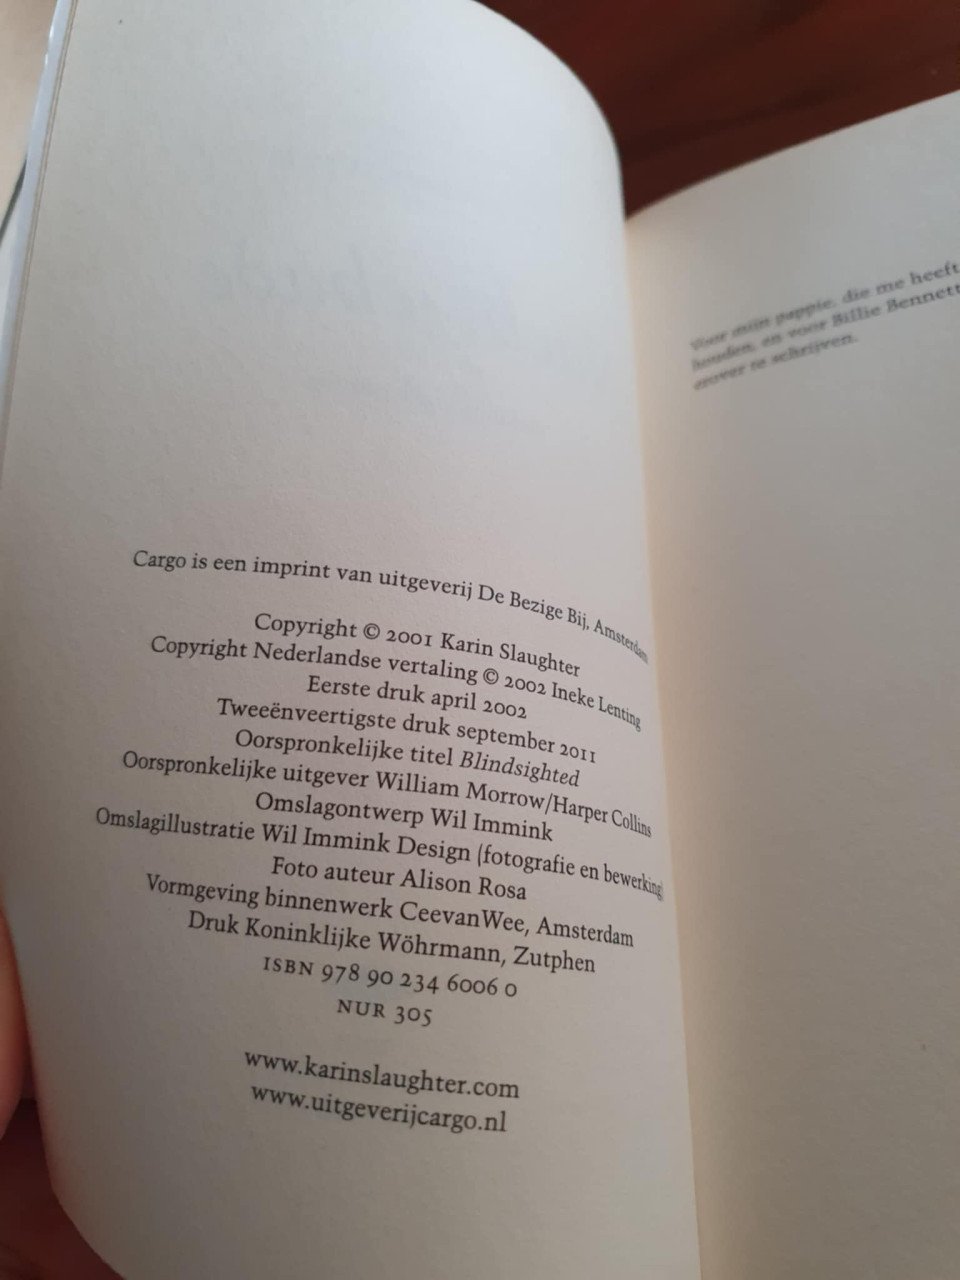 Cargo is een imprint van uitgeverij De Bezige Bij, Amsterdam
Copyright © 2001 Karin Slaughter
Copyright Nederlandse vertaling © 2002 Ineke Lenting
Eerste druk april 2002
Tweeënveertigste druk september 2011
Oorspronkelijke titel Blindsighted
Oorspronkelijke uitgever William Morrow/Harper Collins
Omslagontwerp Wil Immink
Omslagillustratie Wil Immink Design (fotografie en bewerking)
Foto auteur Alison Rosa
Vormgeving binnenwerk CeevanWee, Amsterdam
Druk Koninklijke Wöhrmann, Zutphen
ISBN 978 90 234 6006 0
NUR 305
www.karinslaughter.com
www.uitgeverijcargo.nl
Voor mijn pappie, die me heeft
houden, en voor Billie Bennett
erover te schrijven.